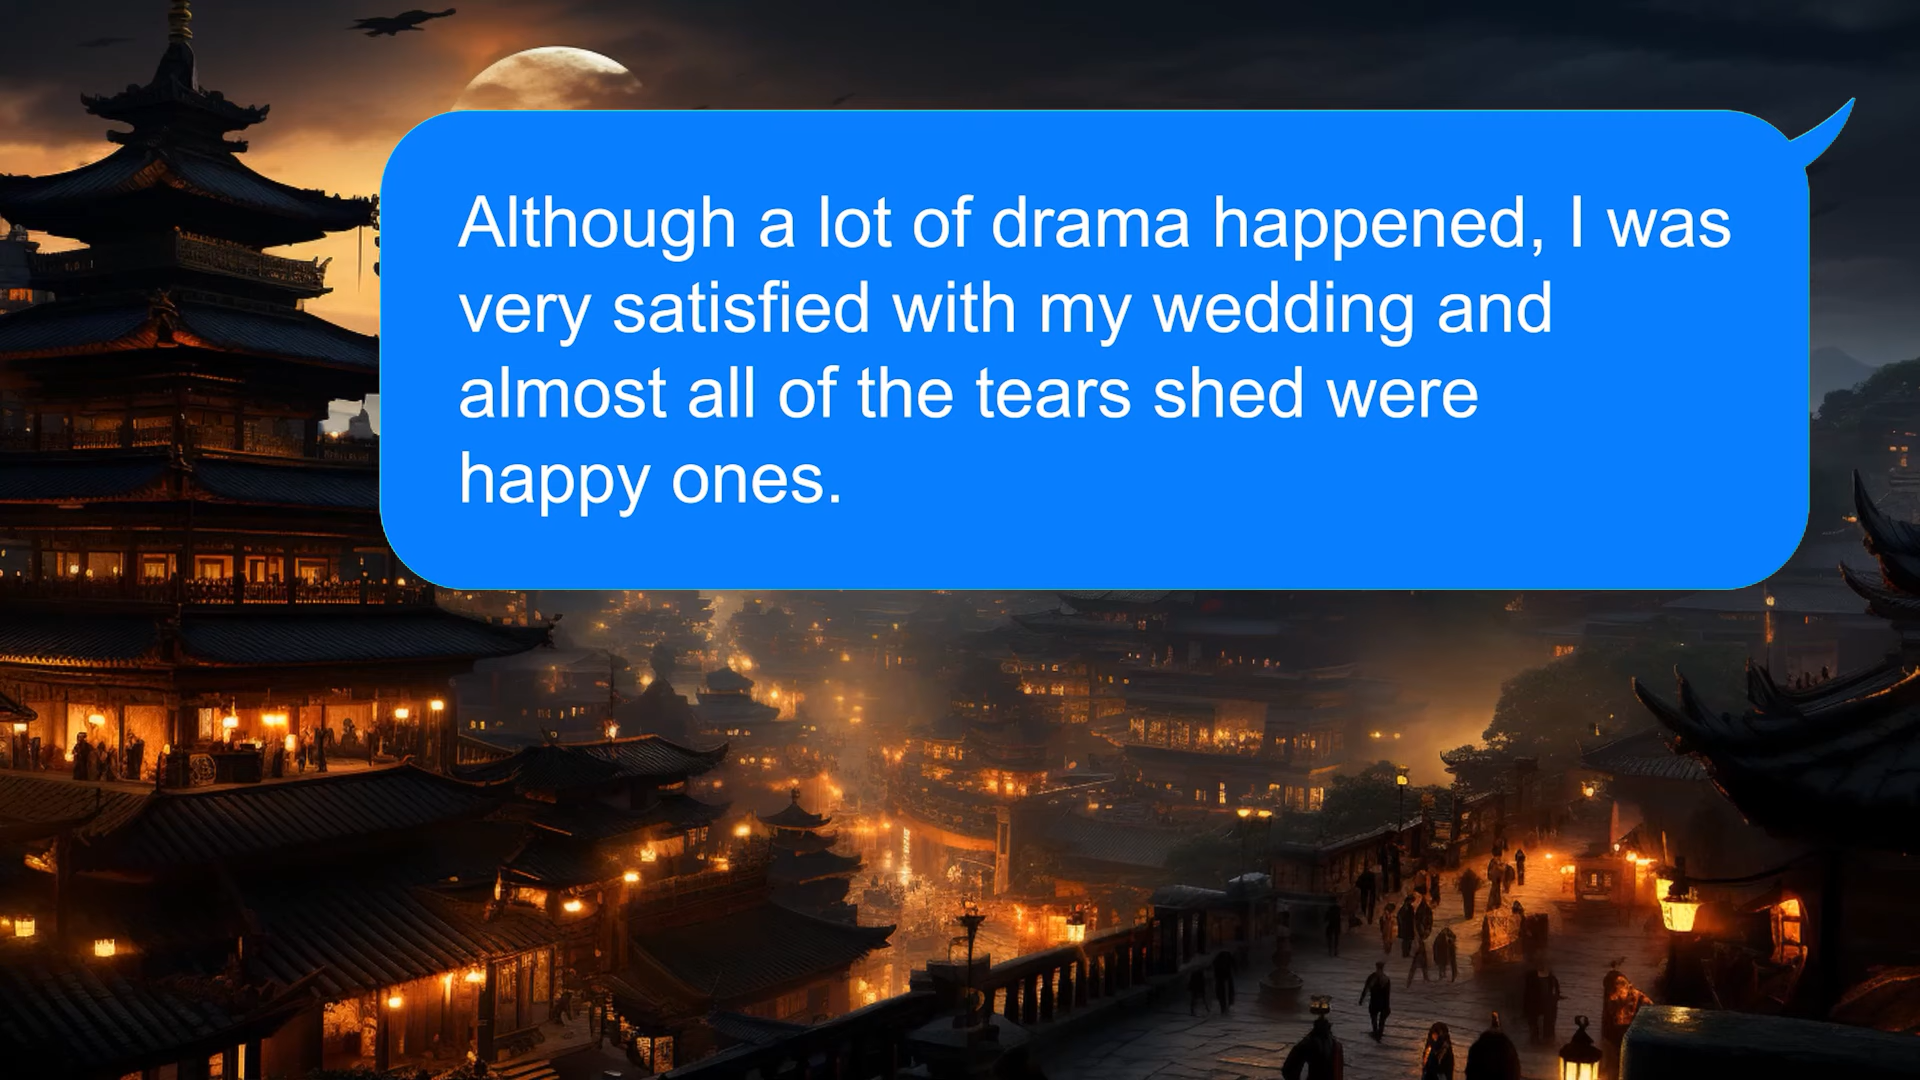 Although a lot of drama happened, I was
very satisfied with my wedding and
almost all of the tears shed were
happy ones.